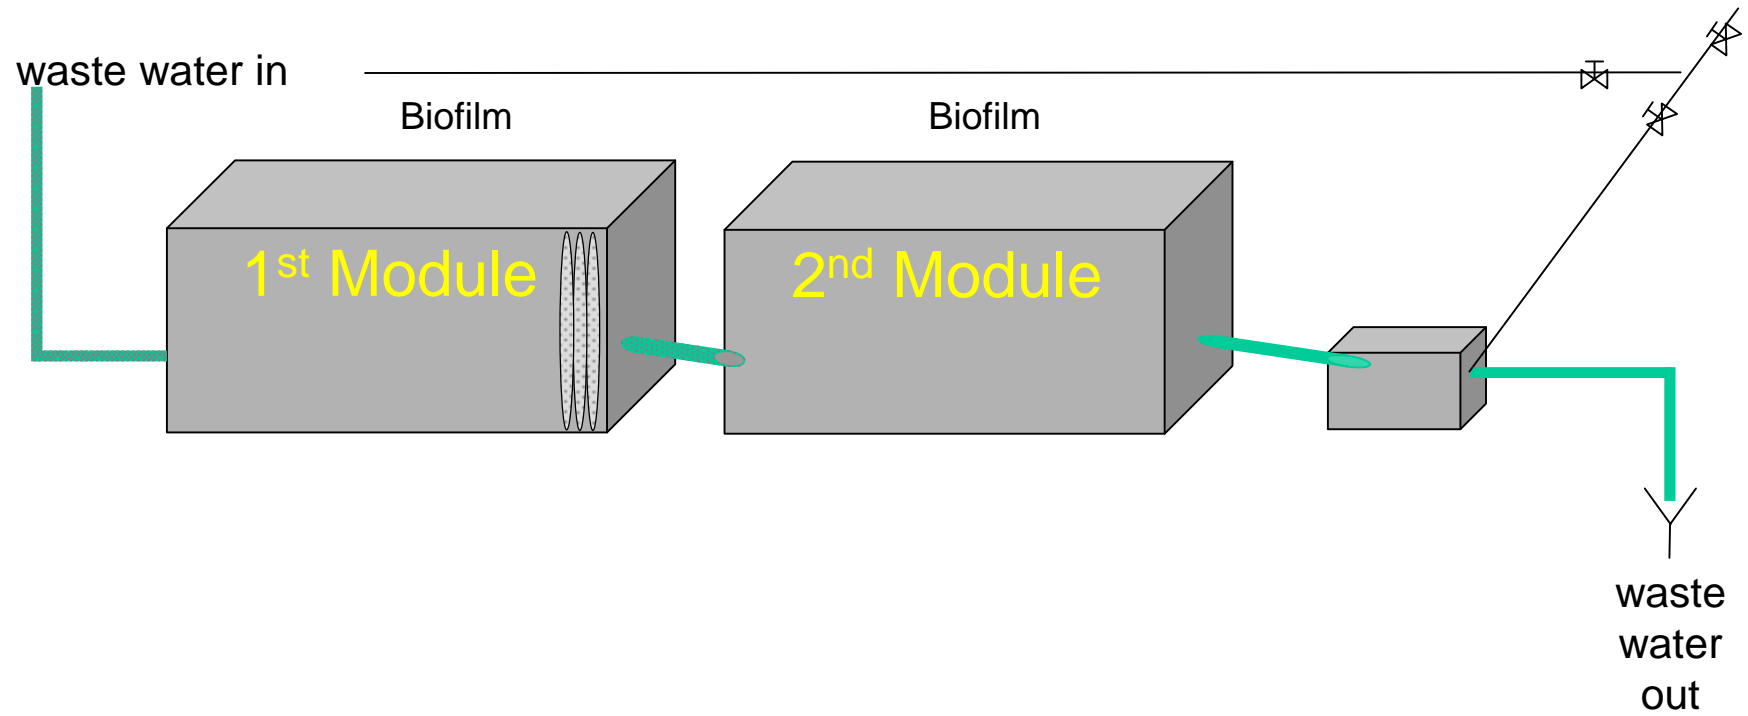 waste water in
Biofilm
Biofilm
1st Module
2nd Module
waste
water
out